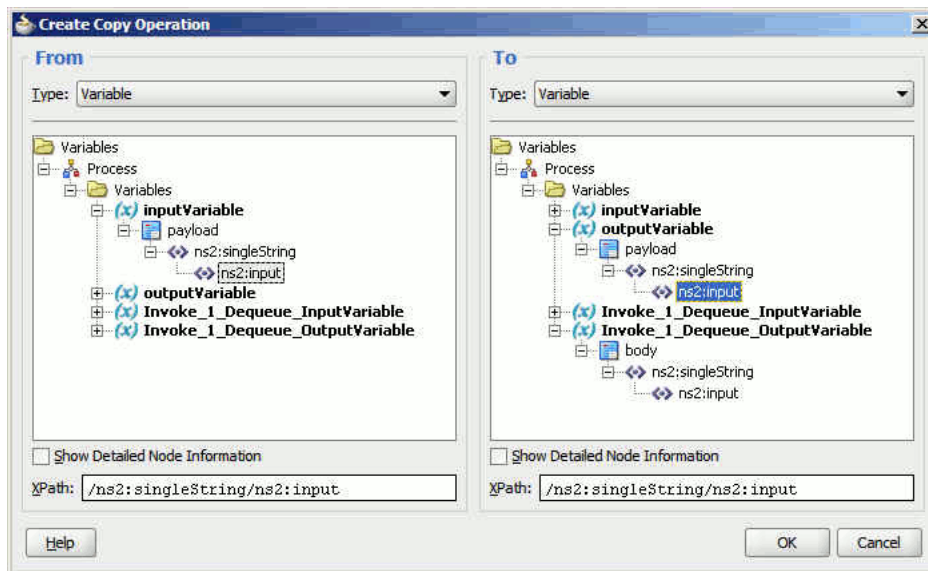 Create Copy Operation
From
Type: Variable
Variables
Process
Variables
(x) inputVariable
payload
ns2:singleString
ns2:input
(x) outputVariable
(x) Invoke_1_Dequeue_InputVariable
(x) Invoke_1_Dequeue_OutputVariable
Show Detailed Node Information
XPath: /ns2:singleString/ns2:input
To
Type: Variable
Variables
Process
Variables
(x) inputVariable
(x) outputVariable
payload
ns2:singleString
ns2:input
(x) Invoke_1_Dequeue_InputVariable
(x) Invoke_1_Dequeue_OutputVariable
body
ns2:singleString
ns2:input
Show Detailed Node Information
XPath: /ns2:singleString/ns2:input
Help
OK
Cancel